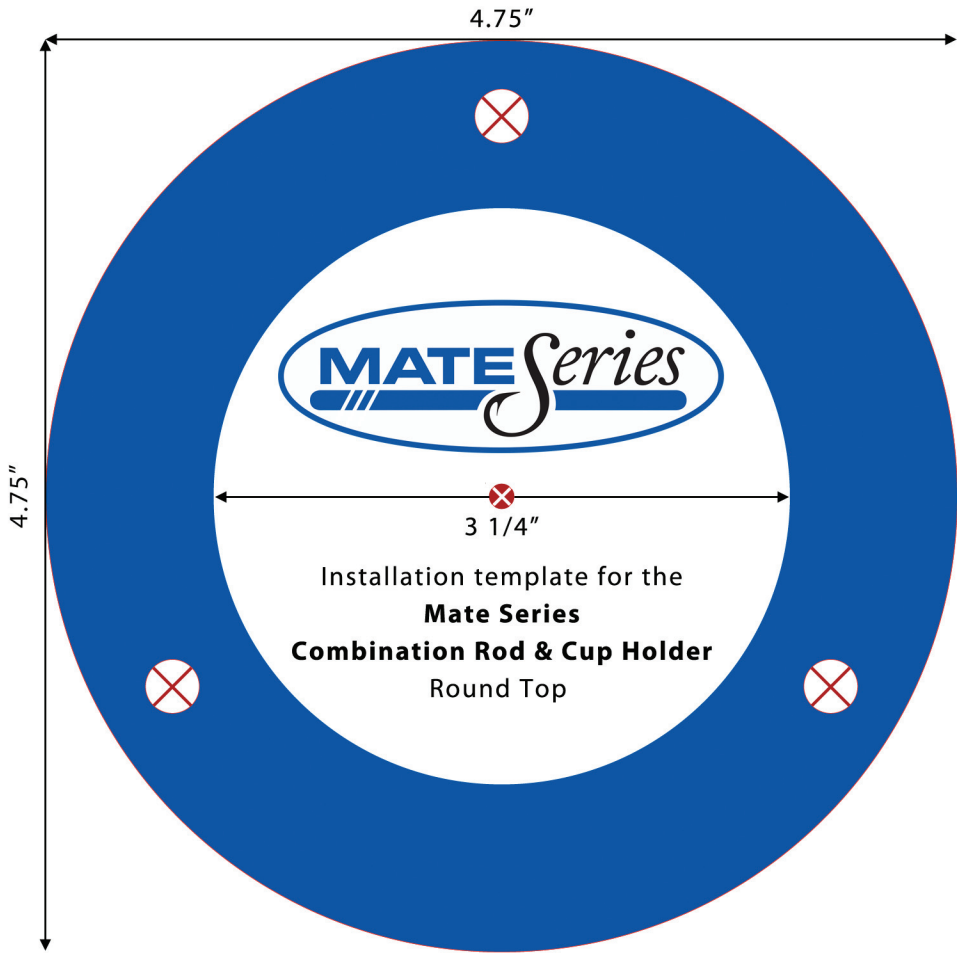 4.75”
4.75”
MATE Series
3 1/4”
Installation template for the
Mate Series
Combination Rod & Cup Holder
Round Top